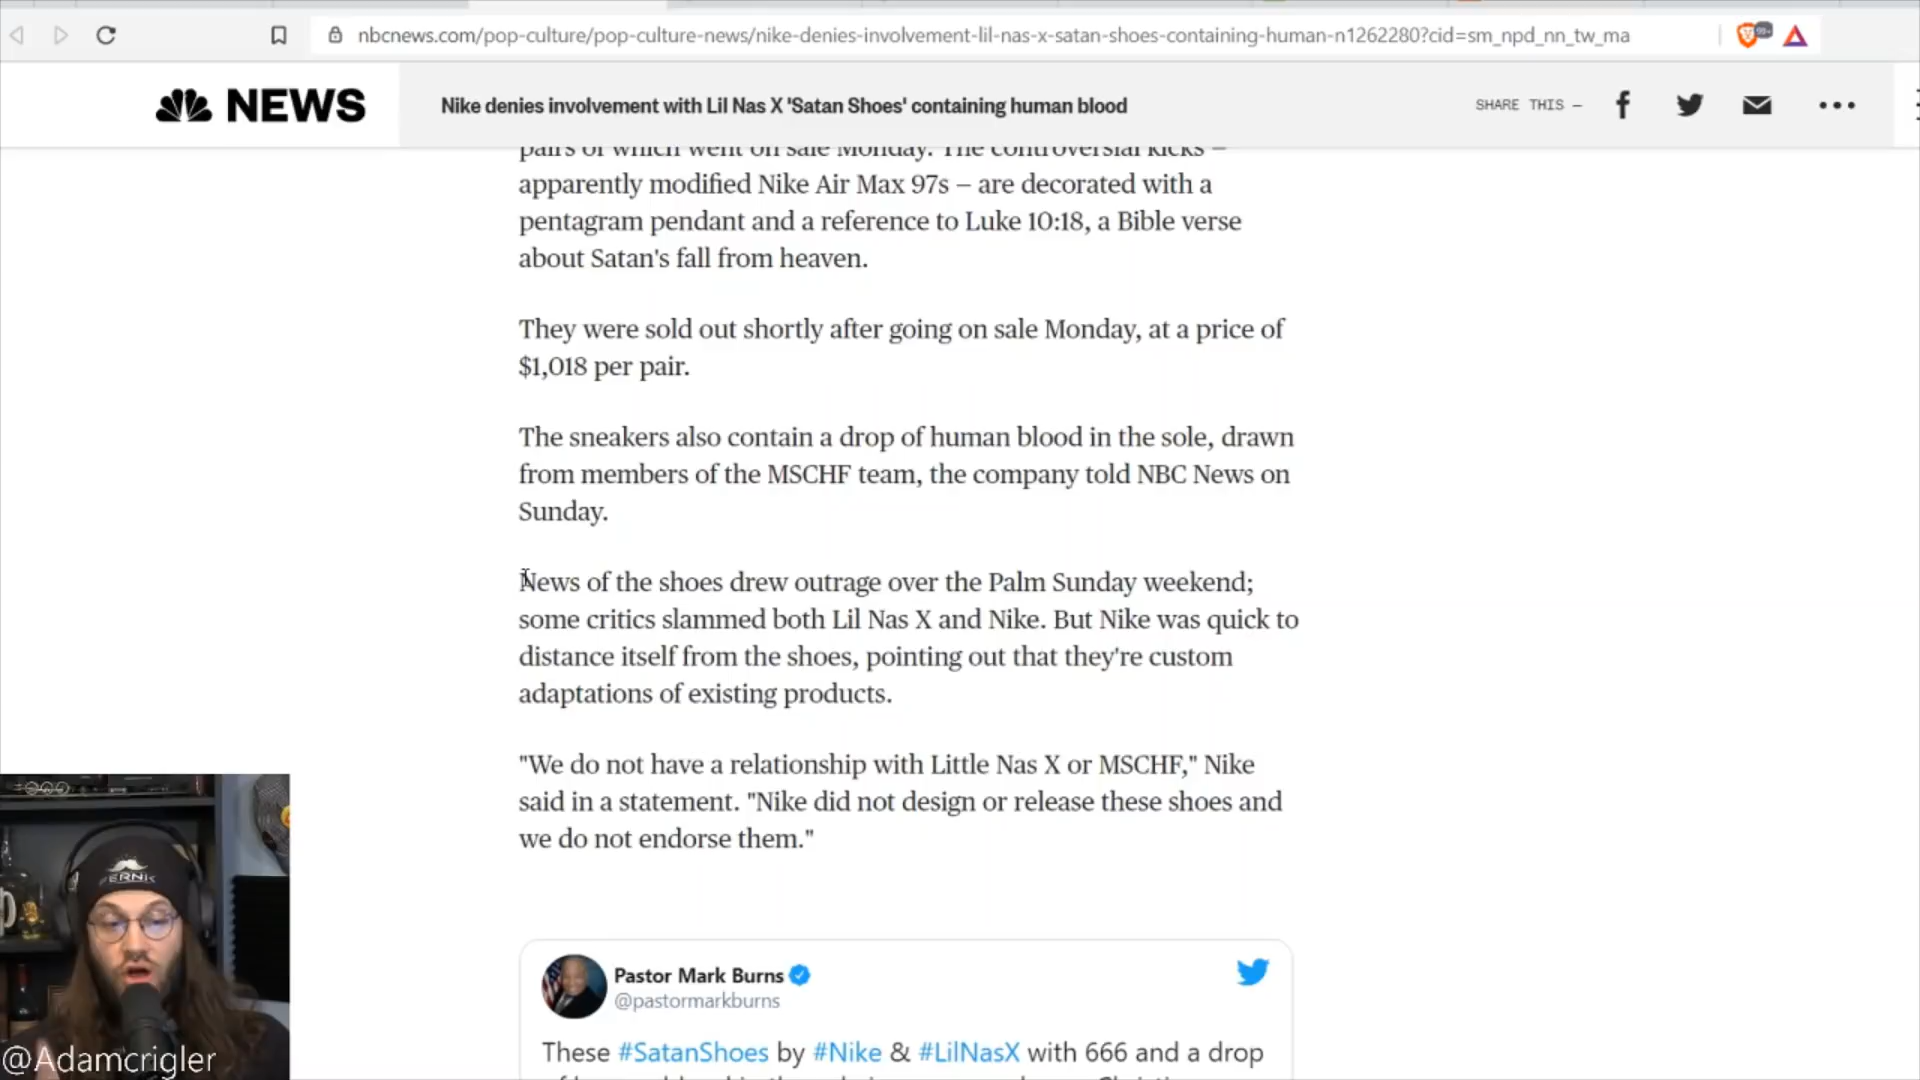 nbcnews.com/pop-culture/pop-culture-news/nike-denies-involvement-lil-nas-x-satan-shoes-containing-human-n1262280?cid=sm_npd_nn_tw_ma
NEWS
Nike denies involvement with Lil Nas X 'Satan Shoes' containing human blood
SHARE THIS —
pairs of which went on sale Monday. The controversial kicks –
apparently modified Nike Air Max 97s – are decorated with a
pentagram pendant and a reference to Luke 10:18, a Bible verse
about Satan's fall from heaven.
They were sold out shortly after going on sale Monday, at a price of
$1,018 per pair.
The sneakers also contain a drop of human blood in the sole, drawn
from members of the MSCHF team, the company told NBC News on
Sunday.
News of the shoes drew outrage over the Palm Sunday weekend;
some critics slammed both Lil Nas X and Nike. But Nike was quick to
distance itself from the shoes, pointing out that they're custom
adaptations of existing products.
"We do not have a relationship with Little Nas X or MSCHF," Nike
said in a statement. "Nike did not design or release these shoes and
we do not endorse them."
Pastor Mark Burns
@pastormarkburns
These #SatanShoes by #Nike & #LilNasX with 666 and a drop
@Adamcrigler